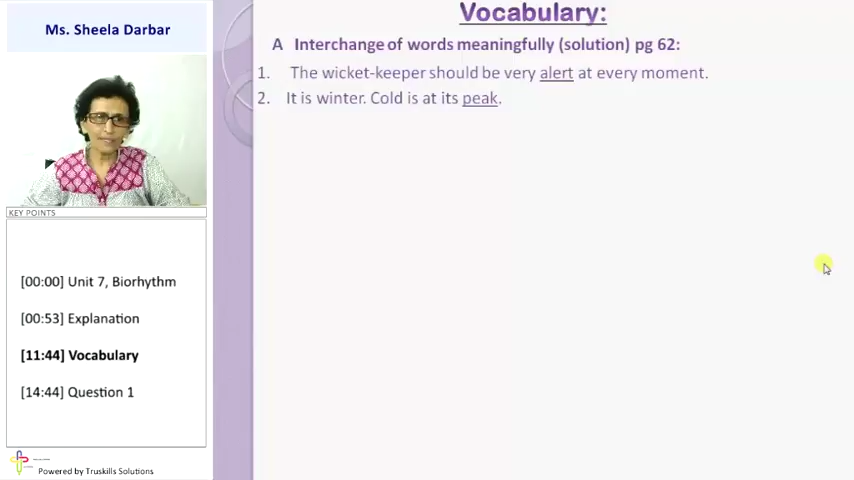 Ms. Sheela Darbar
KEY POINTS
[00:00] Unit 7, Biorhythm
[00:53] Explanation
[11:44] Vocabulary
[14:44] Question 1
Powered by Truskills Solutions
Vocabulary:
A Interchange of words meaningfully (solution) pg 62:
1. The wicket-keeper should be very alert at every moment.
2. It is winter. Cold is at its peak.